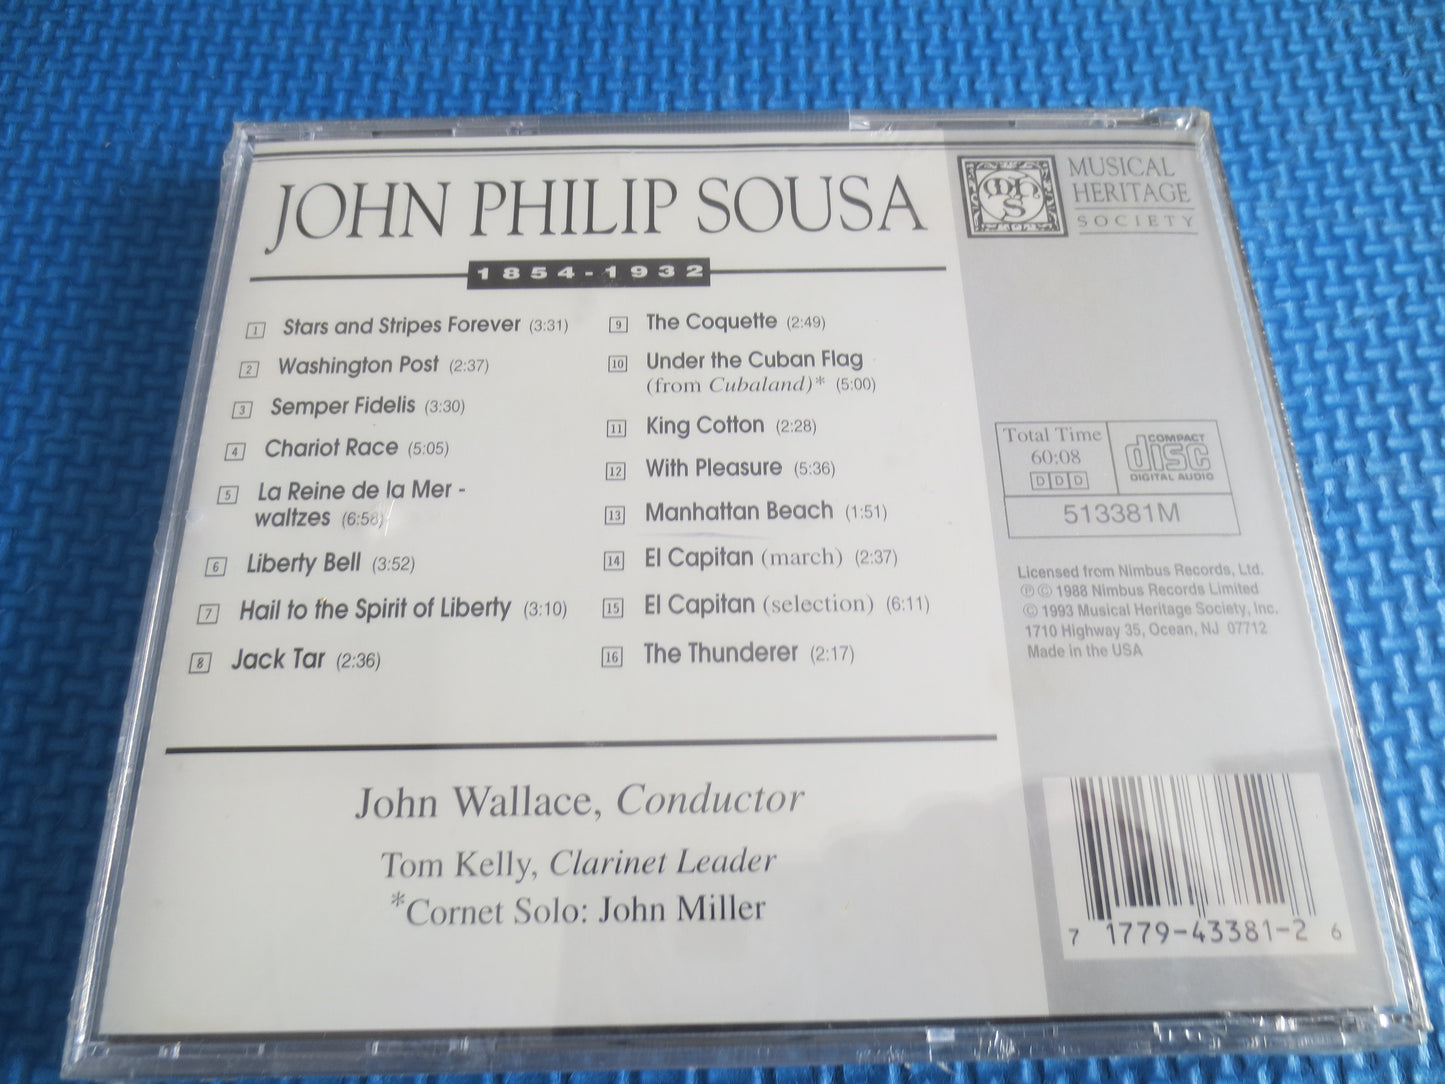 JOHN PHILIP SOUSA
1854-1932
1 Stars and Stripes Forever (3:31)
2 Washington Post (2:37)
3 Semper Fidelis (3:30)
4 Chariot Race (5:05)
5 La Reine de la Mer -
waltzes (6:58)
6 Liberty Bell (3:52)
7 Hail to the Spirit of Liberty (3:10)
8 Jack Tar (2:36)
9 The Coquette (2:49)
10 Under the Cuban Flag
(from Cubaland)* (5:00)
11 King Cotton (2:28)
12 With Pleasure (5:36)
13 Manhattan Beach (1:51)
14 El Capitan (march) (2:37)
15 El Capitan (selection) (6:11)
16 The Thunderer (2:17)
John Wallace, Conductor
Tom Kelly, Clarinet Leader
*Cornet Solo: John Miller
MHS
MUSICAL
HERITAGE
SOCIETY
Total Time
60:08
DDD
COMPACT
disc
DIGITAL AUDIO
513381M
Licensed from Nimbus Records, Ltd.
℗© 1988 Nimbus Records Limited
© 1993 Musical Heritage Society, Inc.
1710 Highway 35, Ocean, NJ 07712
Made in the USA
7 1779-43381-2 6